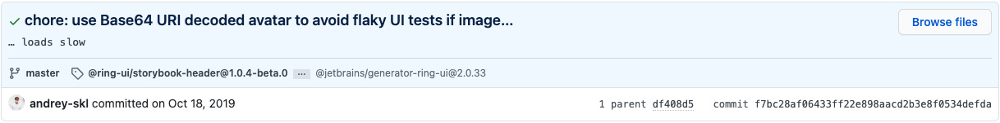 chore: use Base64 URI decoded avatar to avoid flaky UI tests if image...
Browse files
… loads slow
master @ring-ui/storybook-header@1.0.4-beta.0 ... @jetbrains/generator-ring-ui@2.0.33
andrey-skl committed on Oct 18, 2019 1 parent df408d5 commit f7bc28af06433ff22e898aacd2b3e8f0534defda